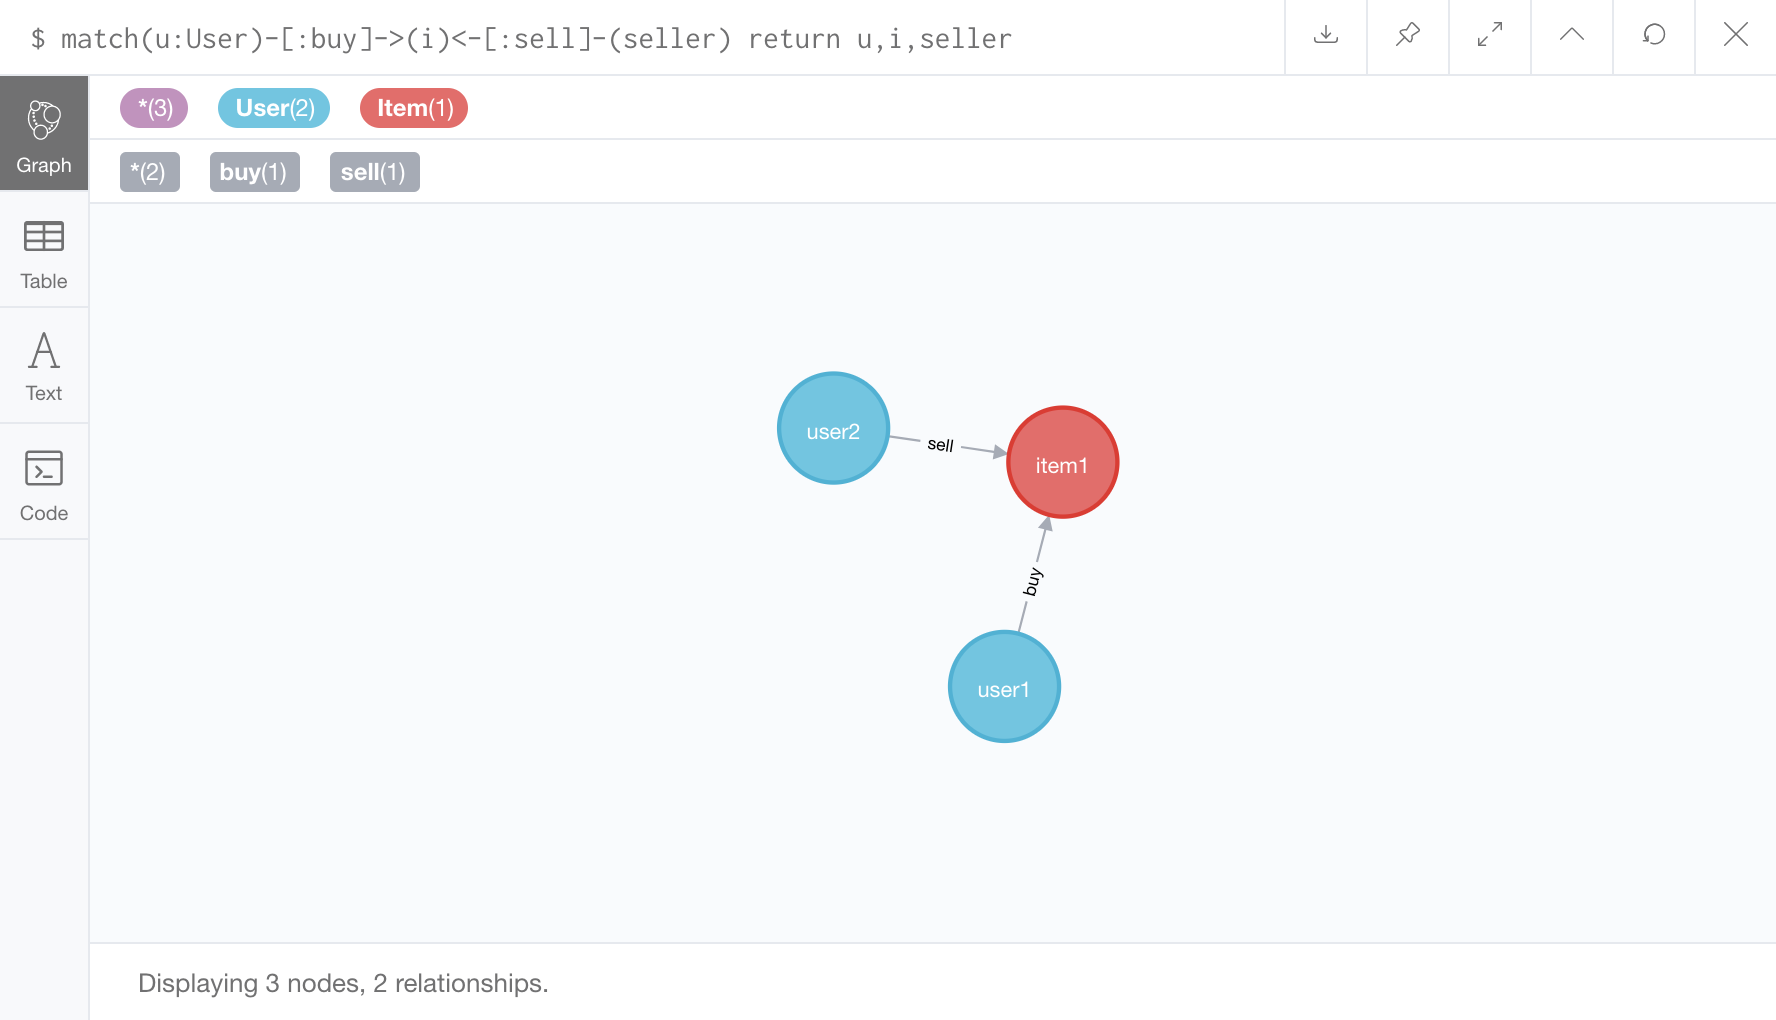 $ match(u:User)-[:buy]->(i)<-[:sell]-(seller) return u,i,seller
*(3) User(2) Item(1)
*(2) buy(1) sell(1)
Graph
Table
Text
Code
user2
sell
item1
buy
user1
Displaying 3 nodes, 2 relationships.